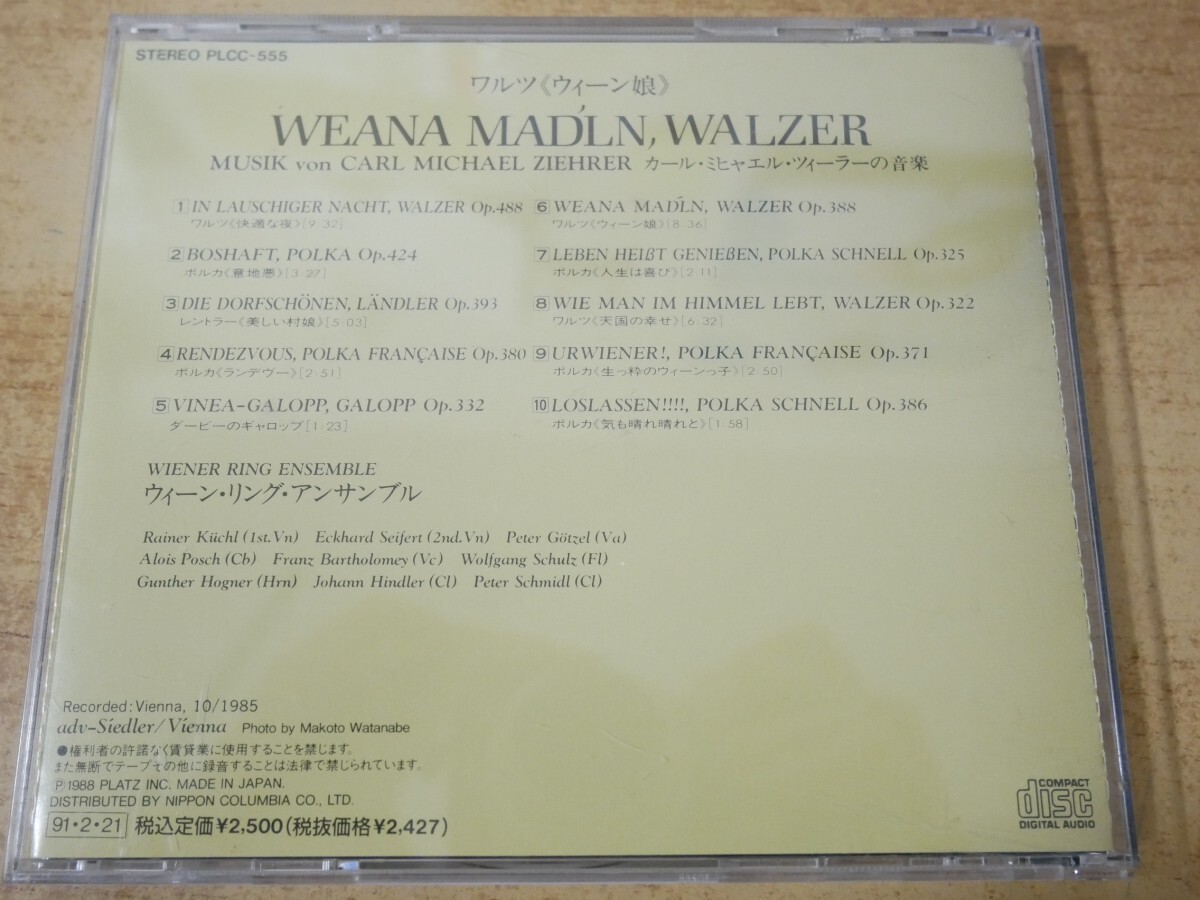 STEREO PLCC-555
ワルツ《ウィーン娘》
WEANA MAD'LN, WALZER
MUSIK von CARL MICHAEL ZIEHRER カール・ミヒャエル・ツィーラーの音楽
1 IN LAUSCHIGER NACHT, WALZER Op.488
ワルツ《快適な夜》[9:32]
2 BOSHAFT, POLKA Op.424
ポルカ《意地悪》[3:27]
3 DIE DORFSCHÖNEN, LÄNDLER Op.393
レントラー《美しい村娘》[5:03]
4 RENDEZVOUS, POLKA FRANÇAISE Op.380
ポルカ《ランデヴー》[2:51]
5 VINEA-GALOPP, GALOPP Op.332
ダービーのギャロップ[1:23]
6 WEANA MAD'LN, WALZER Op.388
ワルツ《ウィーン娘》[8:36]
7 LEBEN HEIßT GENIEßEN, POLKA SCHNELL Op.325
ポルカ《人生は喜び》[2:11]
8 WIE MAN IM HIMMEL LEBT, WALZER Op.322
ワルツ《天国の幸せ》[6:32]
9 URWIENER!, POLKA FRANÇAISE Op.371
ポルカ《生っ粋のウィーンっ子》[2:50]
10 LOSLASSEN!!!!, POLKA SCHNELL Op.386
ポルカ《気も晴れ晴れと》[1:58]
WIENER RING ENSEMBLE
ウィーン・リング・アンサンブル
Rainer Küchl (1st.Vn) Eckhard Seifert (2nd.Vn) Peter Götzel (Va)
Alois Posch (Cb) Franz Bartholomey (Vc) Wolfgang Schulz (Fl)
Gunther Hogner (Hrn) Johann Hindler (Cl) Peter Schmidl (Cl)
Recorded: Vienna, 10/1985
adv-Siedler/Vienna Photo by Makoto Watanabe
●権利者の許諾なく賃貸業に使用することを禁じます。
また無断でテープその他に録音することは法律で禁じられています。
Ⓟ1988 PLATZ INC. MADE IN JAPAN.
DISTRIBUTED BY NIPPON COLUMBIA CO., LTD.
91・2・21 税込定価¥2,500(税抜価格¥2,427)
COMPACT
disc
DIGITAL AUDIO